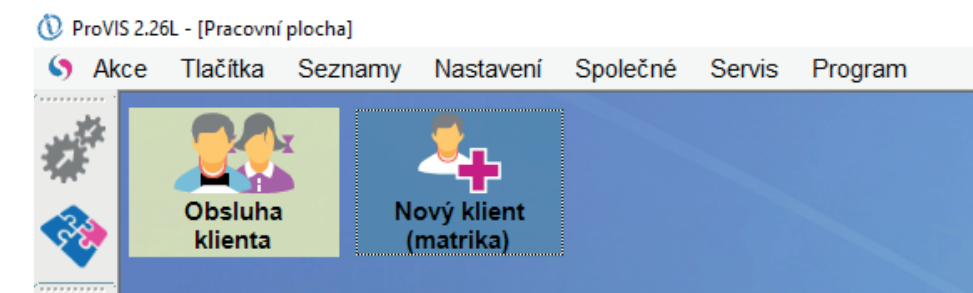 ProVIS 2.26L - [Pracovní plocha]
Akce Tlačítka Seznamy Nastavení Společné Servis Program
Obsluha
klienta
Nový klient
(matrika)